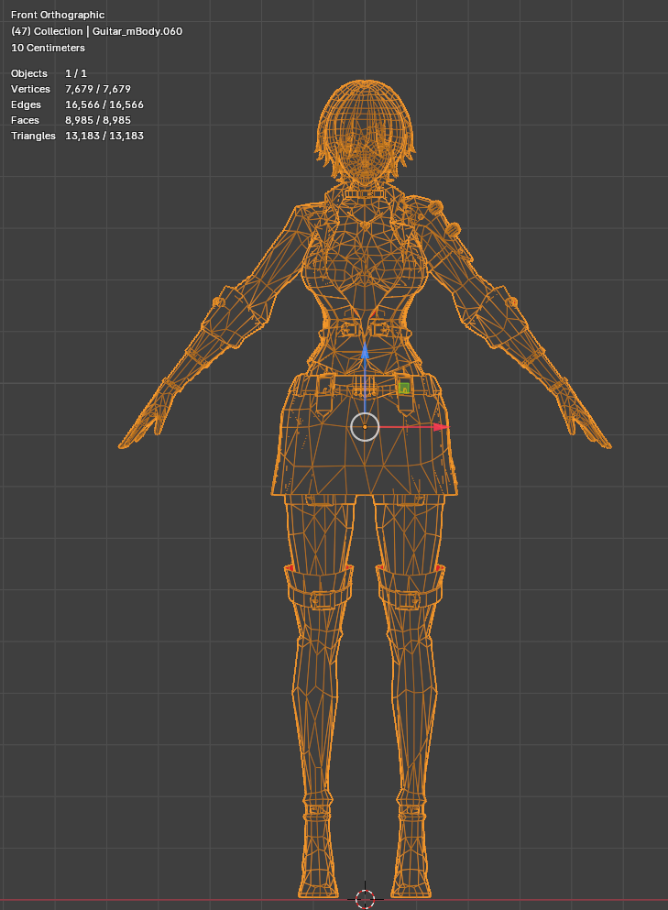 Front Orthographic
(47) Collection | Guitar_mBody.060
10 Centimeters
Objects 1 / 1
Vertices 7,679 / 7,679
Edges 16,566 / 16,566
Faces 8,985 / 8,985
Triangles 13,183 / 13,183